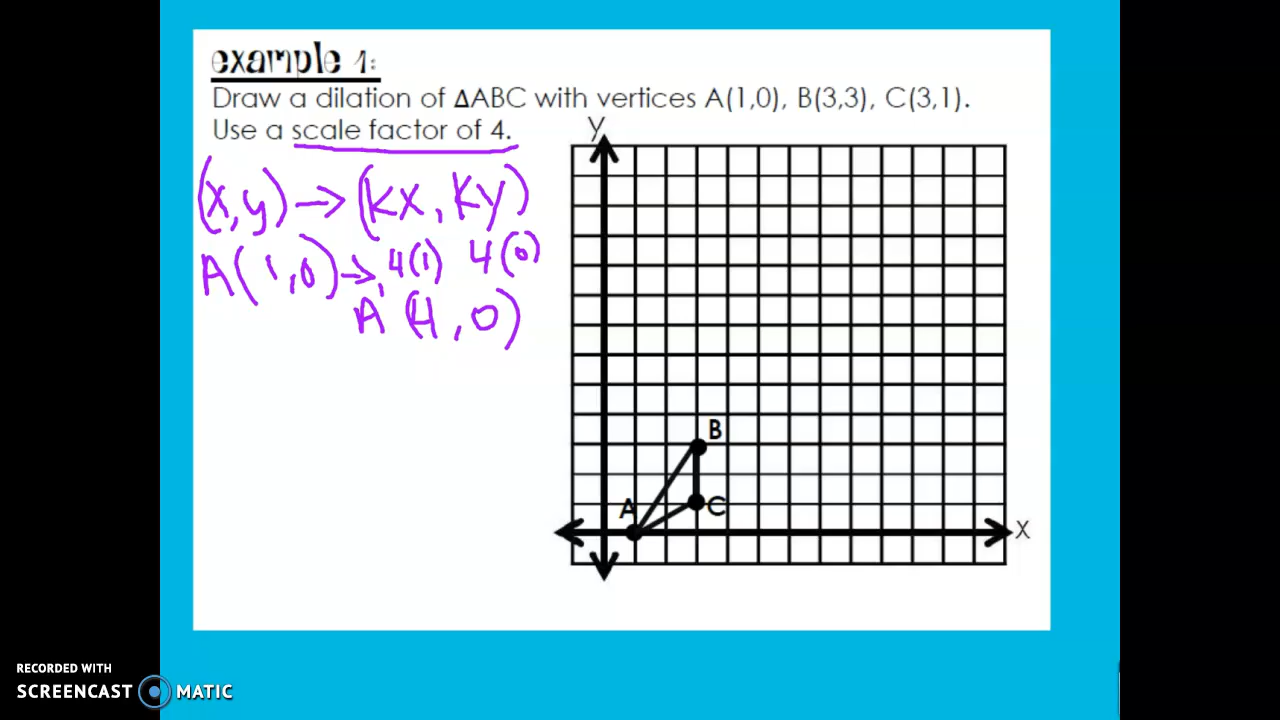 example 1:
Draw a dilation of ΔABC with vertices A(1,0), B(3,3), C(3,1).
Use a scale factor of 4.
(x,y)→(kx, ky)
A(1,0)→ 4(1) 4(0)
A'(4,0)
Y
B
A
C
X
RECORDED WITH
SCREENCAST MATIC